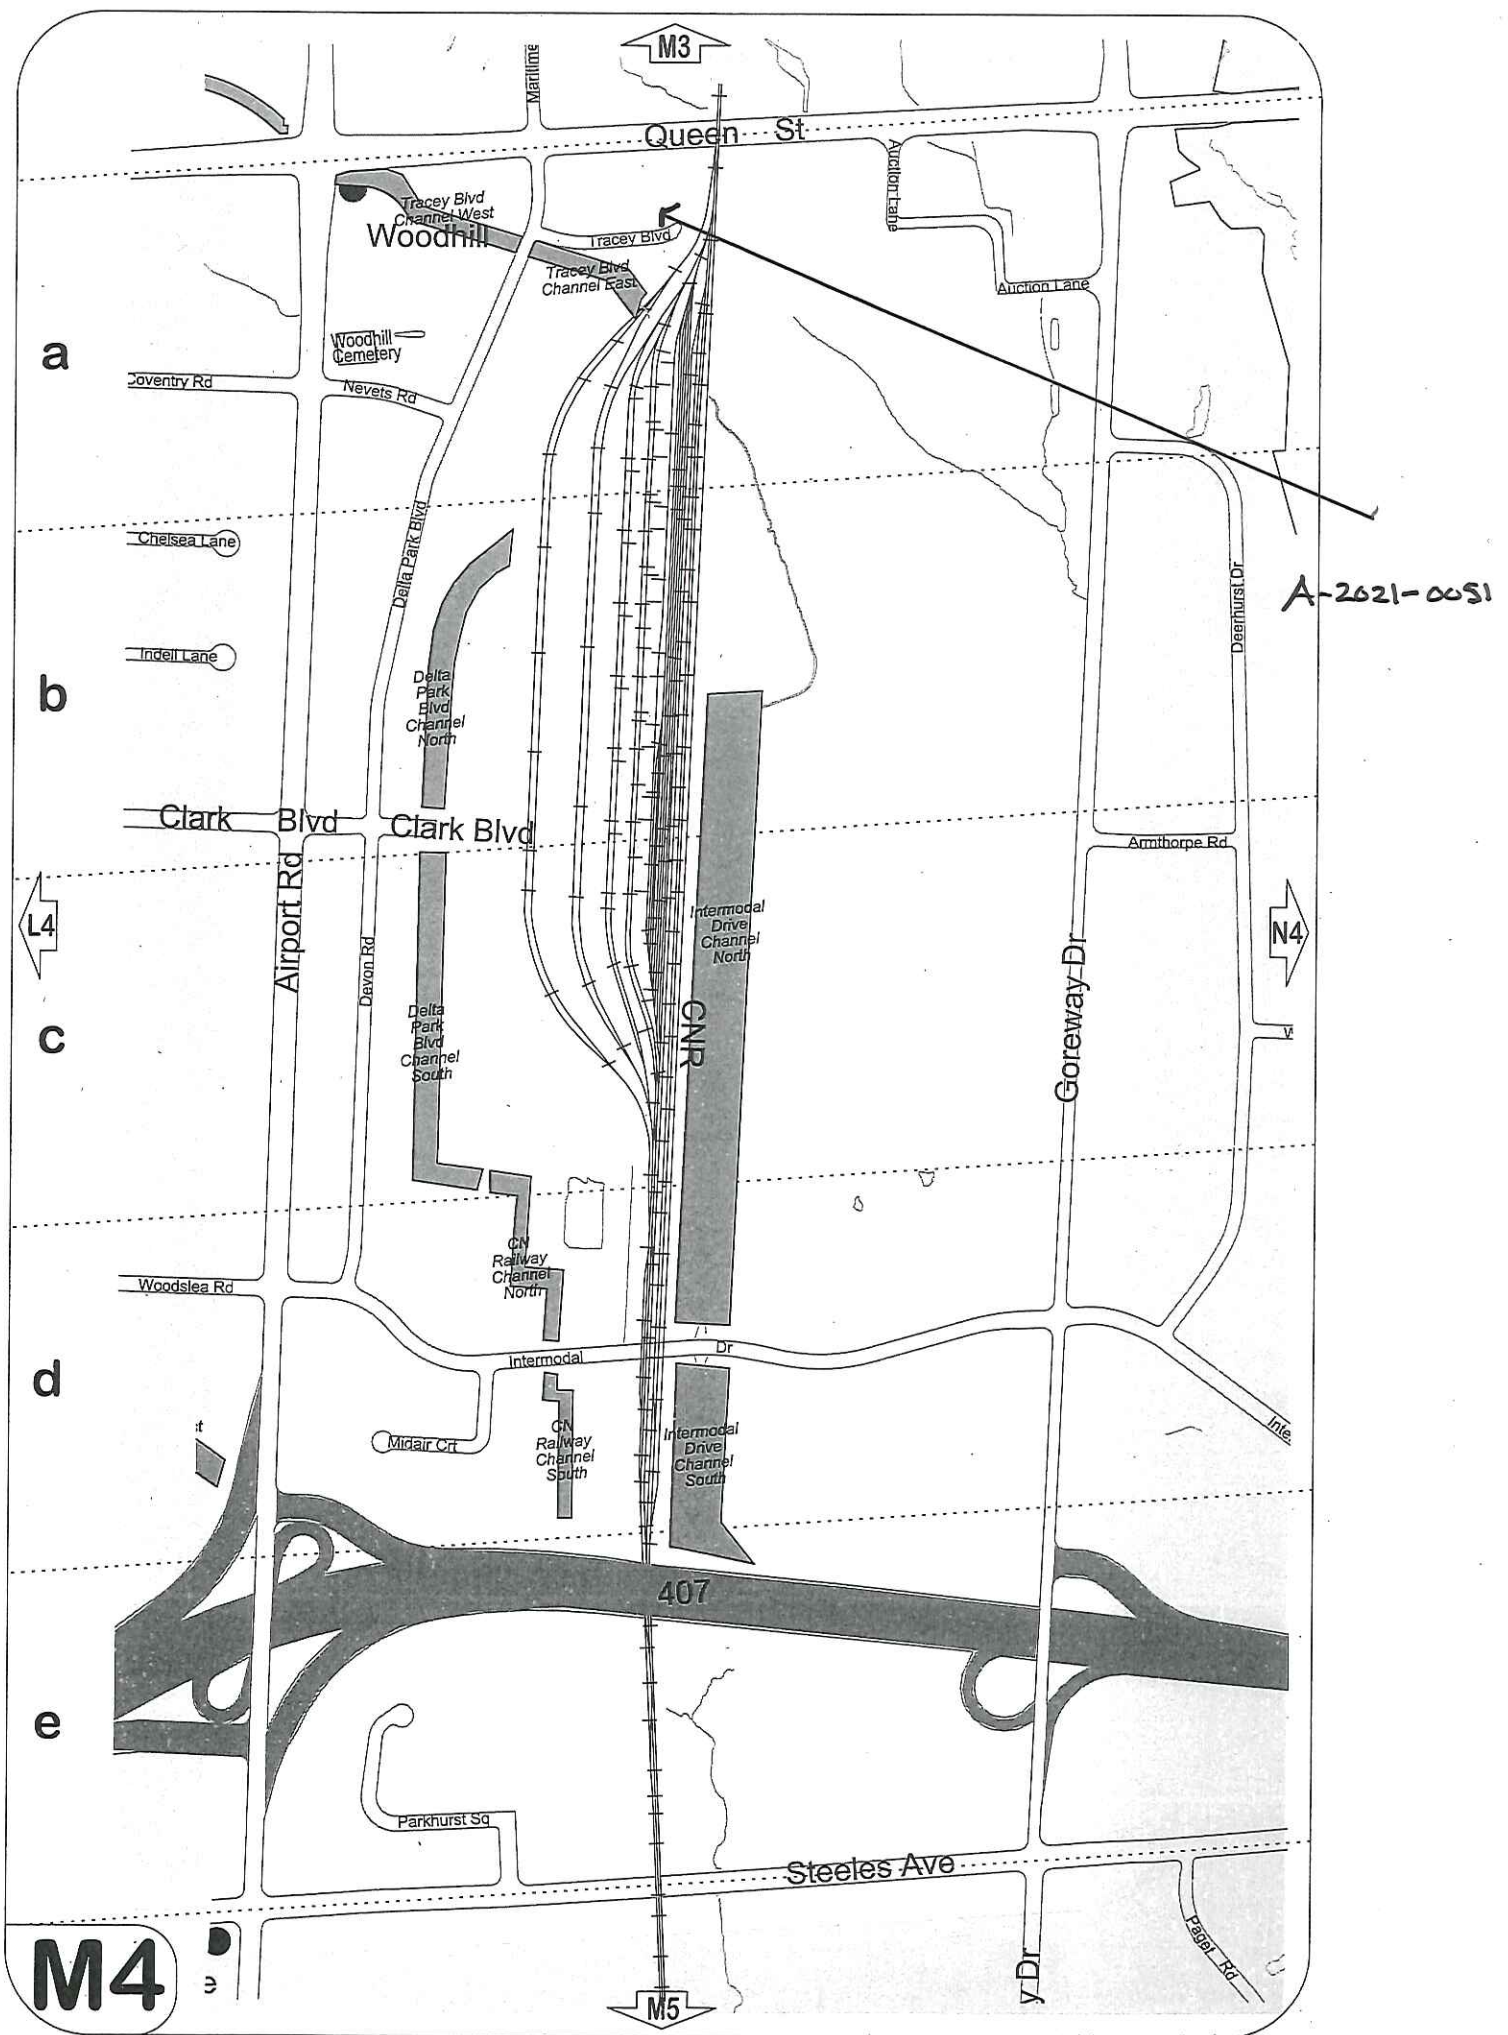 M3
Maritime
Queen St
Auction Lane
Tracey Blvd
Channel West
Woodhill
Tracey Blvd
Tracey Blvd
Channel East
Auction Lane
a
Woodhill
Cemetery
Coventry Rd
Nevets Rd
Chelsea Lane
Delta Park Blvd
Deerhurst Dr
A-2021-0051
Indell Lane
b
Delta
Park
Blvd
Channel
North
Clark Blvd
Clark Blvd
Armthorpe Rd
L4
Airport Rd
Devon Rd
Intermodal
Drive
Channel
North
Goreway Dr
N4
c
Delta
Park
Blvd
Channel
South
CNR
CN
Railway
Channel
North
Woodslea Rd
Intermodal Dr
d
Inte
Midair Crt
CN
Railway
Channel
South
Intermodal
Drive
Channel
South
407
e
Parkhurst Sq
Steeles Ave
Paget Rd
M4
e
y Dr
M5